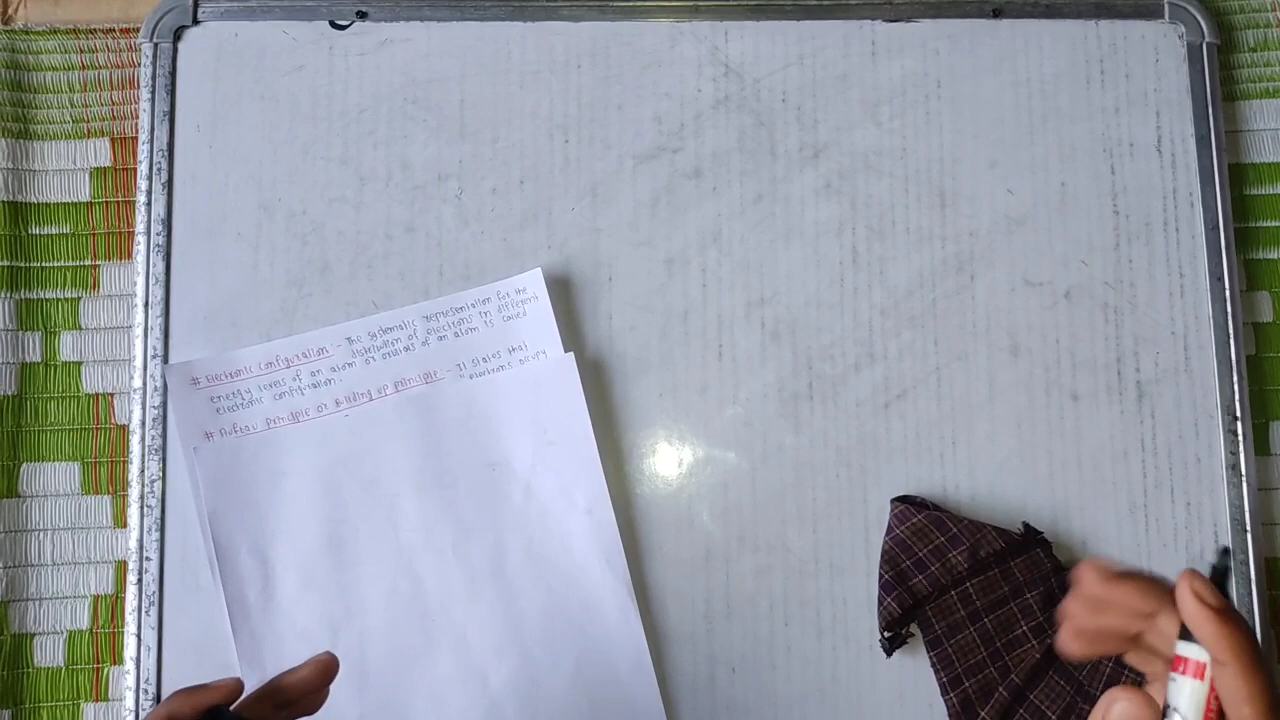 # Electronic Configuration:- The systematic representation for the
distribution of electrons in different
energy levels of an atom or orbitals of an atom is called
electronic configuration.
# Aufbau principle or Building up principle:- It states that
"electrons occupy